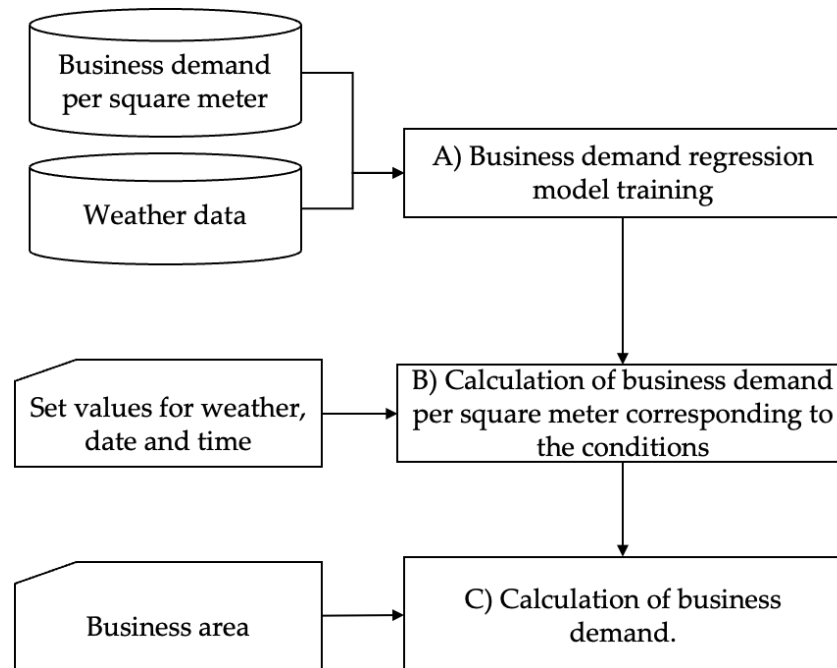 Business demand
per square meter
Weather data
A) Business demand regression
model training
Set values for weather,
date and time
B) Calculation of business demand
per square meter corresponding to
the conditions
Business area
C) Calculation of business
demand.